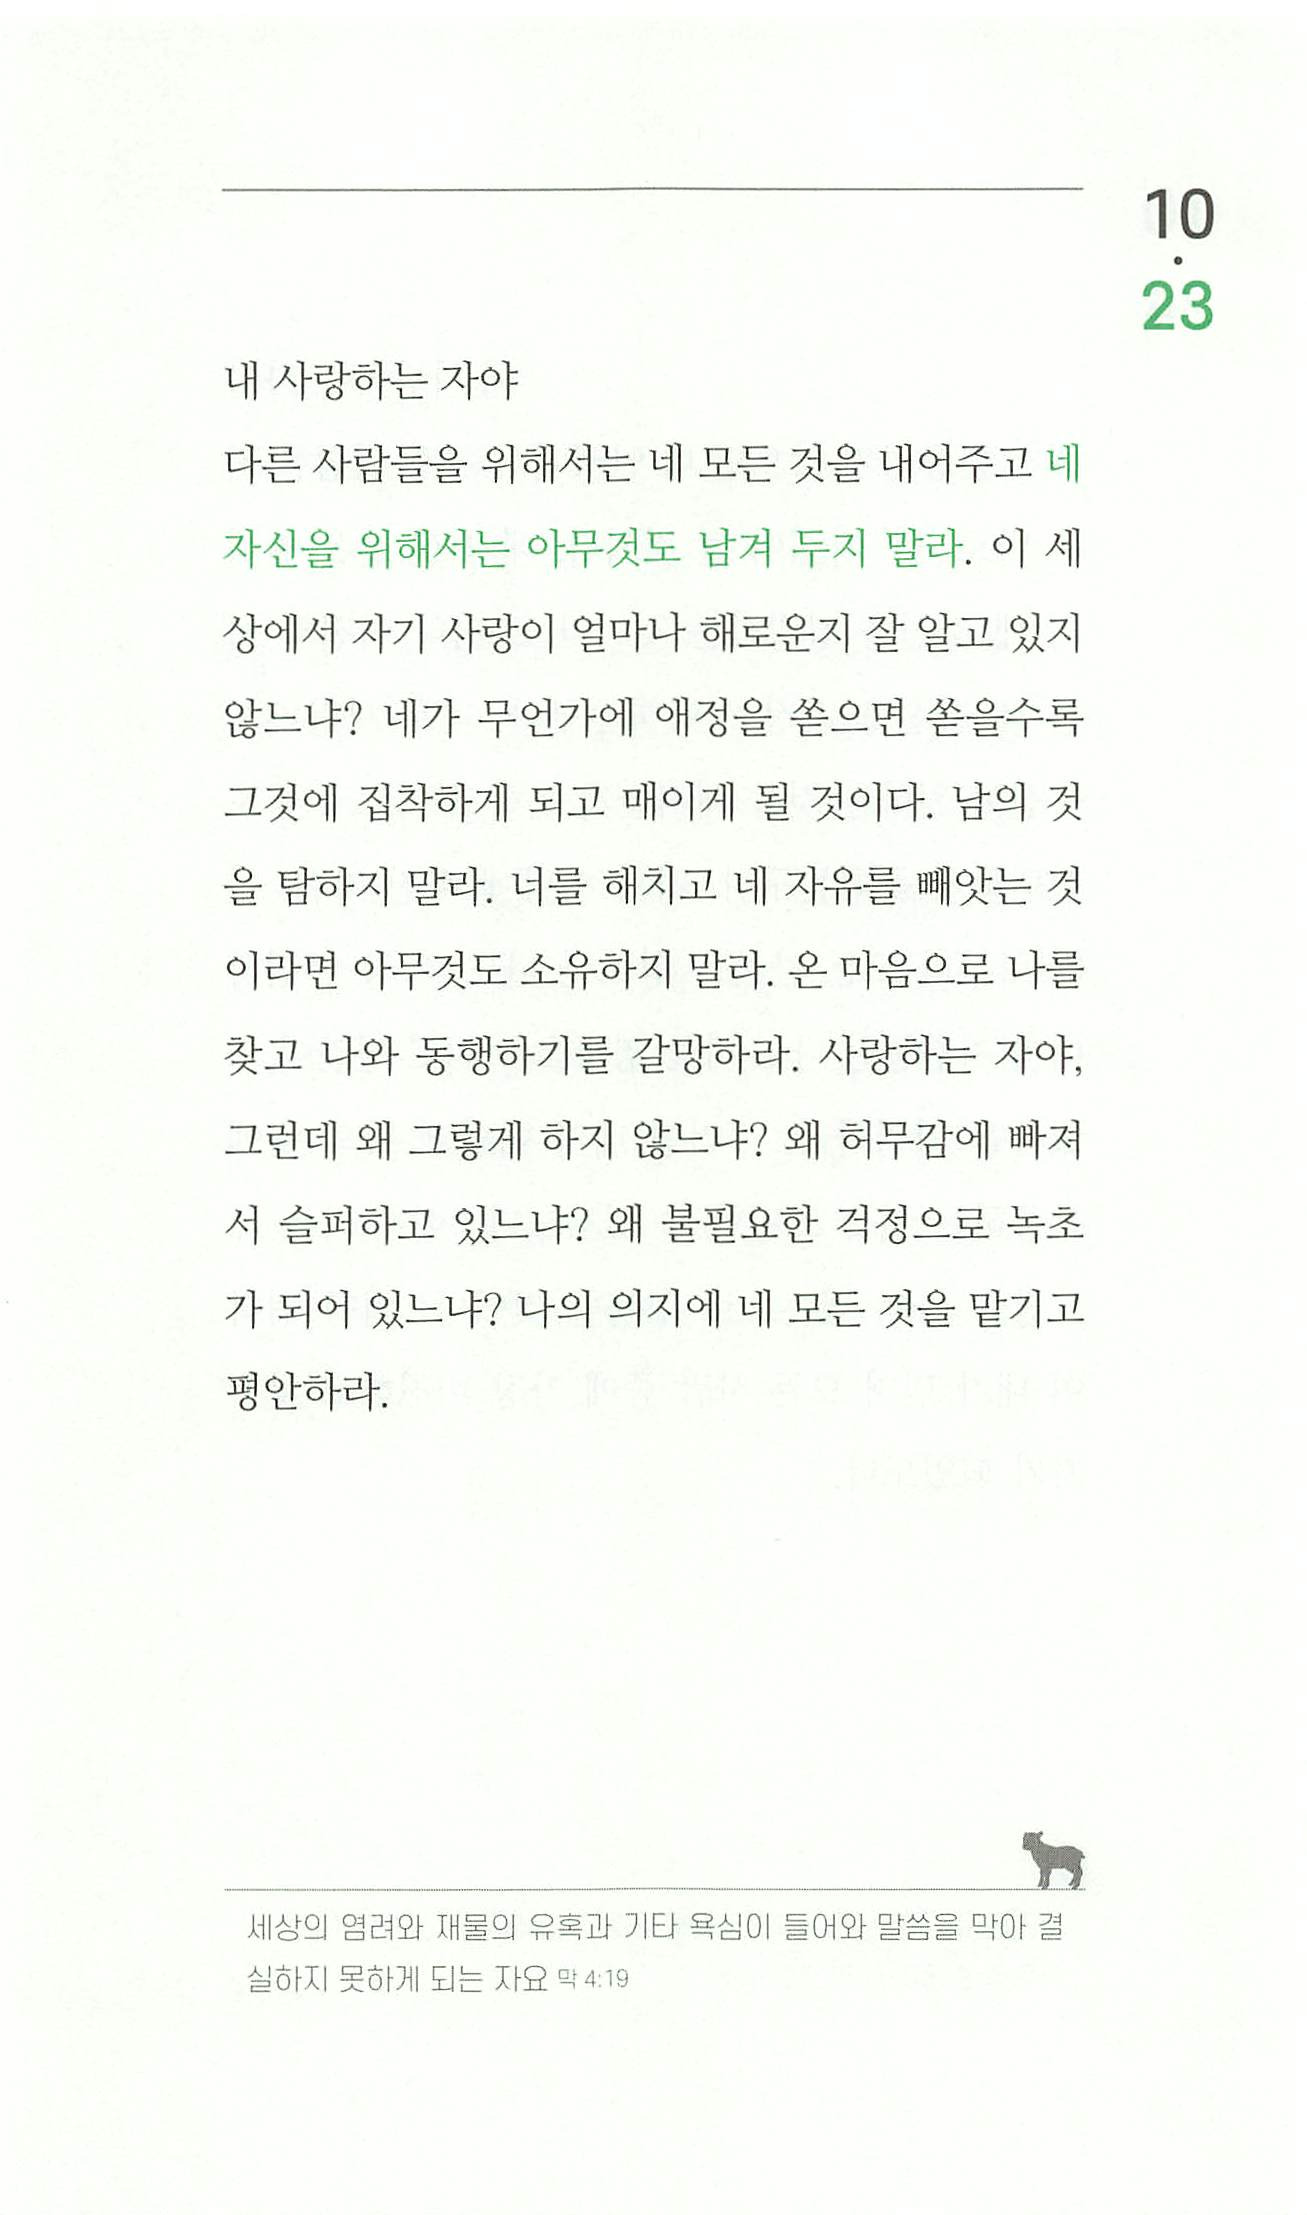 10
·
23
내 사랑하는 자야
다른 사람들을 위해서는 네 모든 것을 내어주고 네
자신을 위해서는 아무것도 남겨 두지 말라. 이 세
상에서 자기 사랑이 얼마나 해로운지 잘 알고 있지
않느냐? 네가 무언가에 애정을 쏟으면 쏟을수록
그것에 집착하게 되고 매이게 될 것이다. 남의 것
을 탐하지 말라. 너를 해치고 네 자유를 빼앗는 것
이라면 아무것도 소유하지 말라. 온 마음으로 나를
찾고 나와 동행하기를 갈망하라. 사랑하는 자야,
그런데 왜 그렇게 하지 않느냐? 왜 허무감에 빠져
서 슬퍼하고 있느냐? 왜 불필요한 걱정으로 녹초
가 되어 있느냐? 나의 의지에 네 모든 것을 맡기고
평안하라.
세상의 염려와 재물의 유혹과 기타 욕심이 들어와 말씀을 막아 결
실하지 못하게 되는 자요 막 4:19